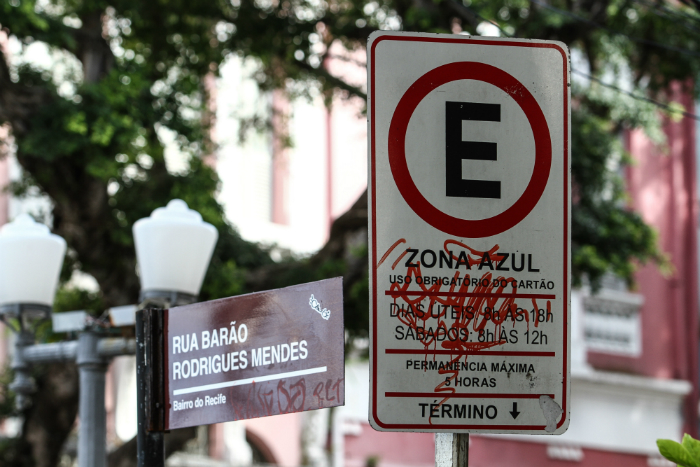 E
ZONA AZUL
USO OBRIGATÓRIO DO CARTÃO
DIAS ÚTEIS: 8h ÀS 18h
SÁBADOS: 8h ÀS 12h
PERMANÊNCIA MÁXIMA
5 HORAS
TÉRMINO
RUA BARÃO
RODRIGUES MENDES
Bairro do Recife